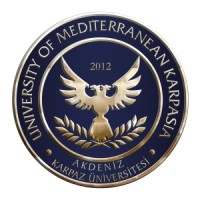 UNIVERSITY OF MEDITERRANEAN KARPASIA
2012
AKDENİZ
KARPAZ ÜNİVERSİTESİ